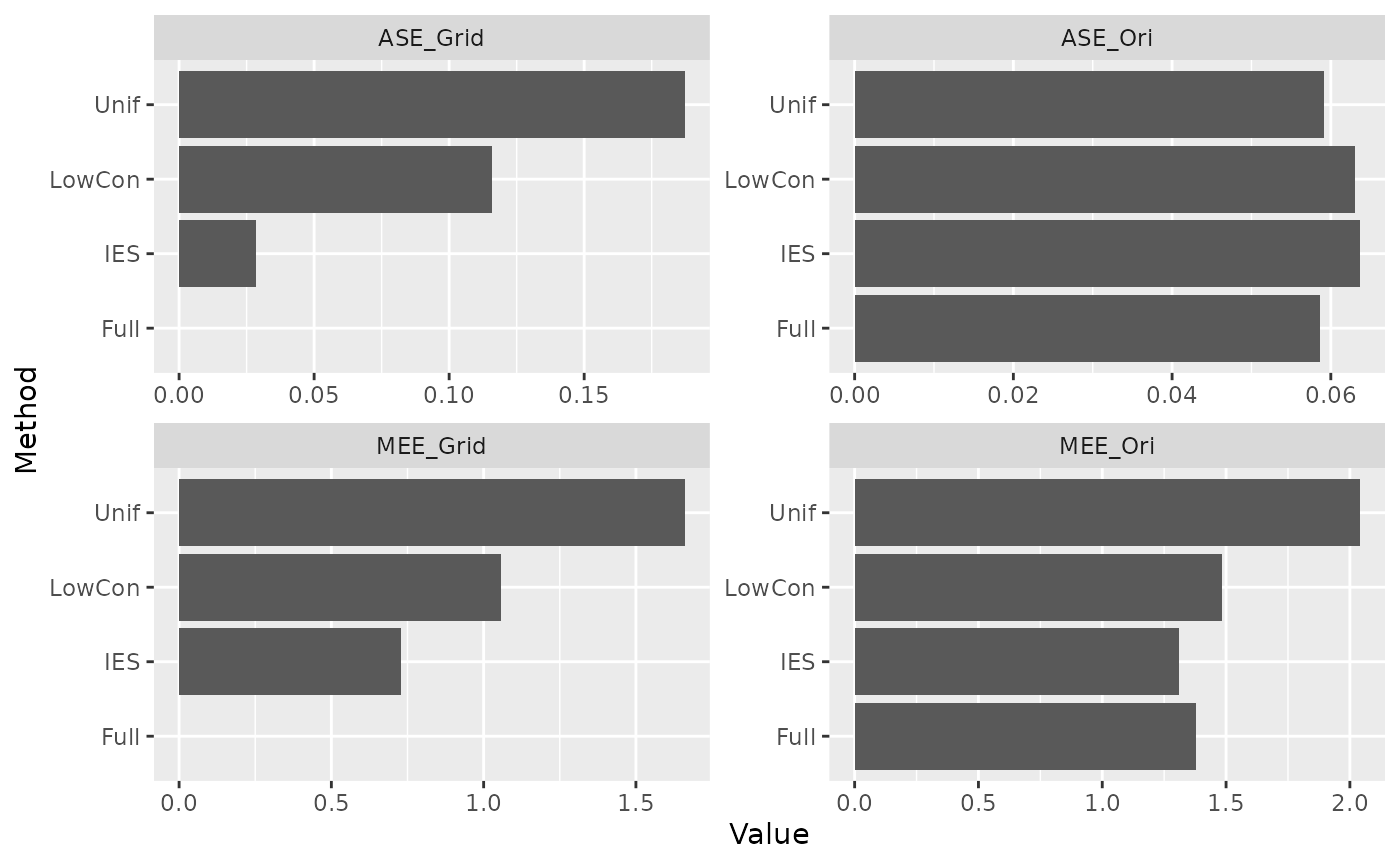 ASE_Grid
ASE_Ori
Unif
LowCon
IES
Full
0.00 0.05 0.10 0.15
Unif
LowCon
IES
Full
0.00 0.02 0.04 0.06
MEE_Grid
MEE_Ori
Unif
LowCon
IES
Full
0.0 0.5 1.0 1.5
Unif
LowCon
IES
Full
0.0 0.5 1.0 1.5 2.0
Method
Value